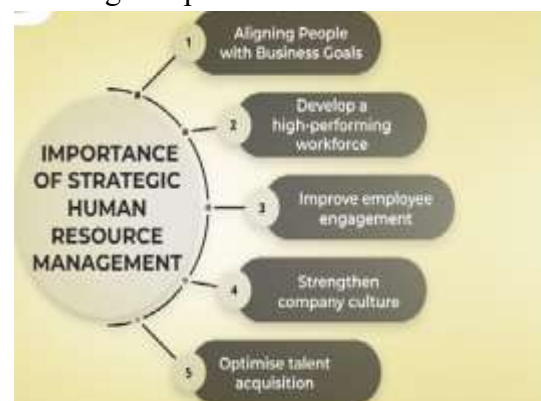 IMPORTANCE
OF STRATEGIC
HUMAN
RESOURCE
MANAGEMENT
1
Aligning People
with Business Goals
2
Develop a
high-performing
workforce
3
Improve employee
engagement
4
Strengthen
company culture
5
Optimise talent
acquisition